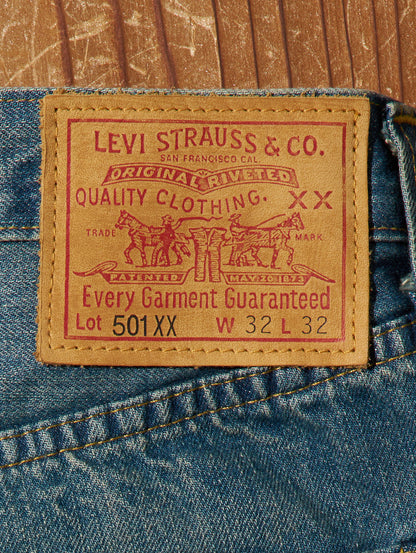 LEVI STRAUSS & CO.
SAN FRANCISCO CAL.
ORIGINAL RIVETED
QUALITY CLOTHING. XX
TRADE MARK
PATENTED MAY 20 1873
Every Garment Guaranteed
Lot 501XX W 32 L 32